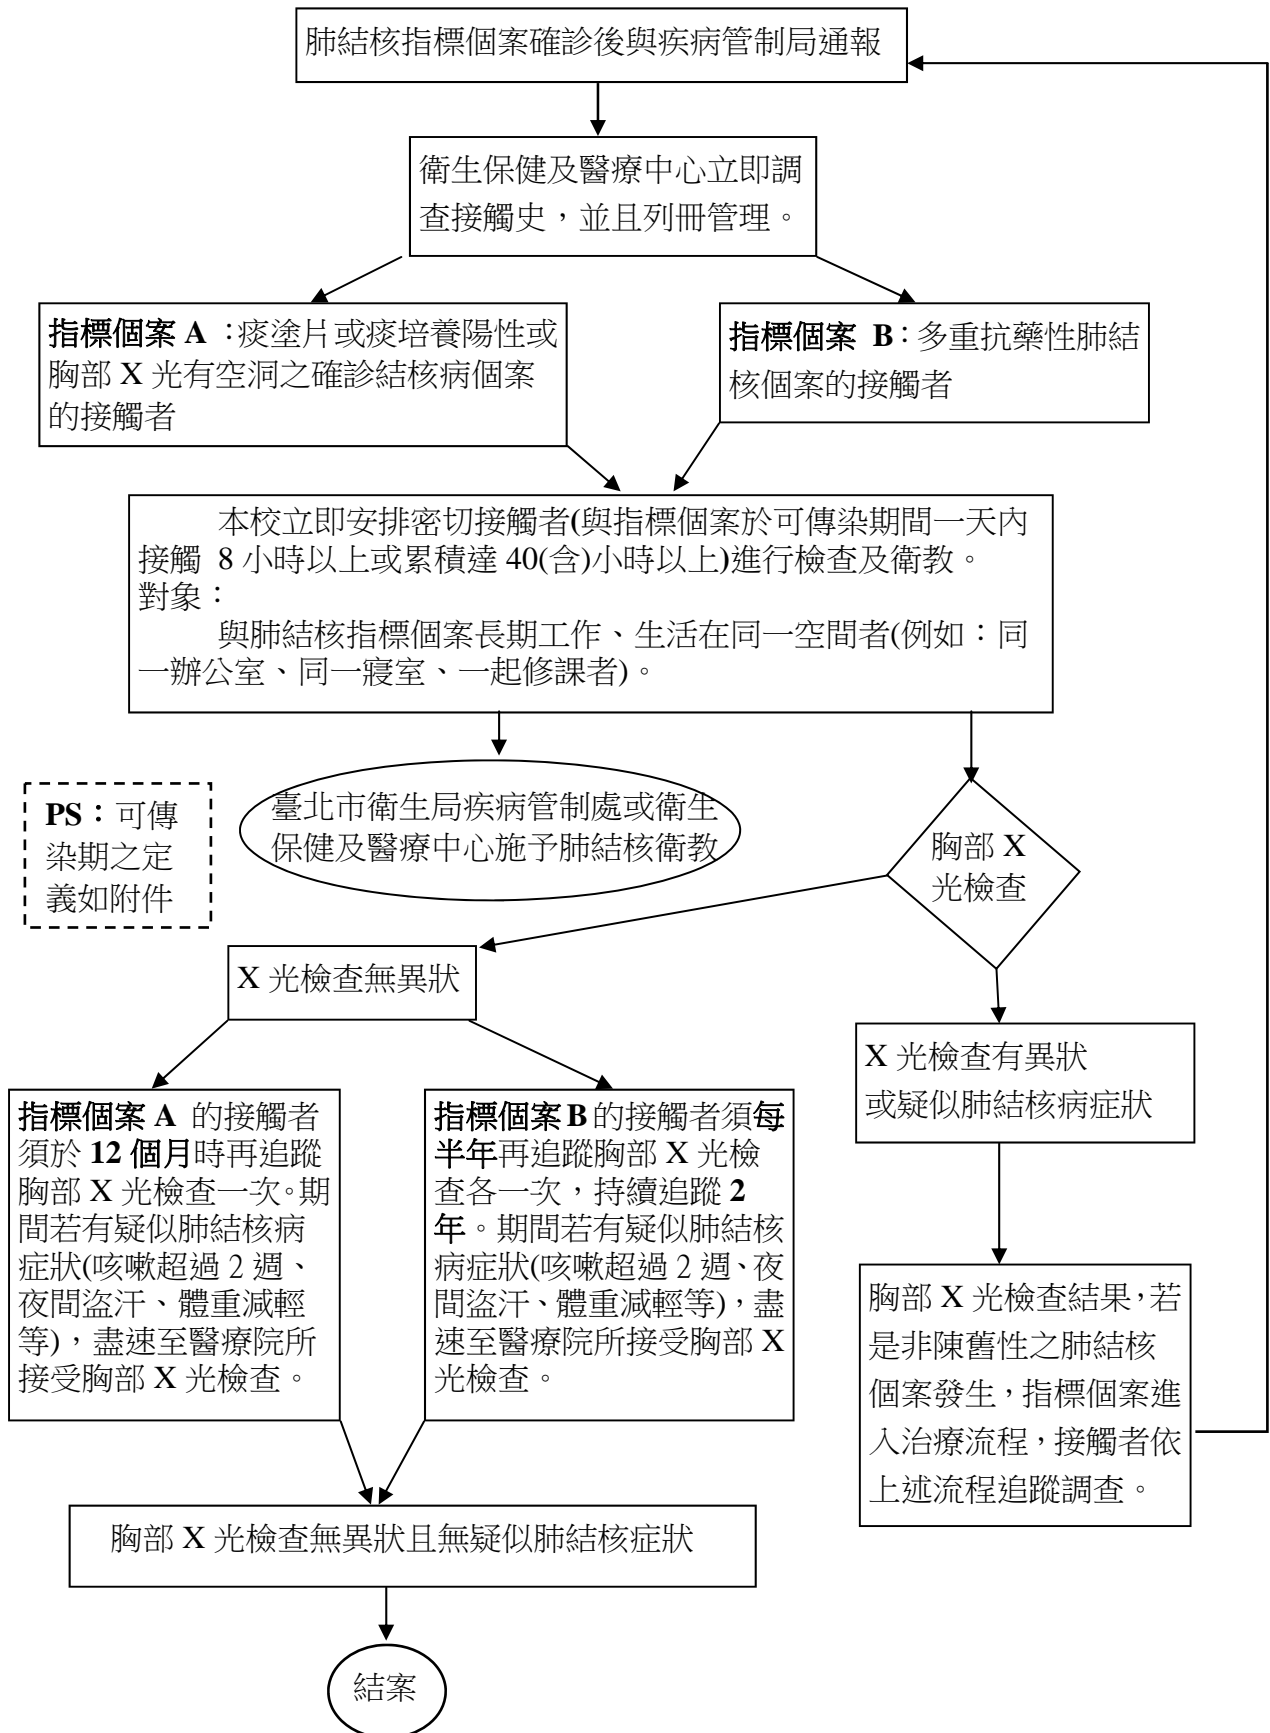 肺結核指標個案確診後與疾病管制局通報
衛生保健及醫療中心立即調
查接觸史，並且列冊管理。
指標個案 A ：痰塗片或痰培養陽性或
胸部 X 光有空洞之確診結核病個案
的接觸者
指標個案 B：多重抗藥性肺結
核個案的接觸者
本校立即安排密切接觸者(與指標個案於可傳染期間一天內
接觸 8 小時以上或累積達 40(含)小時以上)進行檢查及衛教。
對象：
與肺結核指標個案長期工作、生活在同一空間者(例如：同
一辦公室、同一寢室、一起修課者)。
PS：可傳
染期之定
義如附件
臺北市衛生局疾病管制處或衛生
保健及醫療中心施予肺結核衛教
胸部 X
光檢查
X 光檢查無異狀
X 光檢查有異狀
或疑似肺結核病症狀
指標個案 A 的接觸者
須於 12 個月時再追蹤
胸部 X 光檢查一次。期
間若有疑似肺結核病
症狀(咳嗽超過 2 週、
夜間盜汗、體重減輕
等)，盡速至醫療院所
接受胸部 X 光檢查。
指標個案 B 的接觸者須每
半年再追蹤胸部 X 光檢
查各一次，持續追蹤 2
年。期間若有疑似肺結核
病症狀(咳嗽超過 2 週、夜
間盜汗、體重減輕等)，盡
速至醫療院所接受胸部 X
光檢查。
胸部 X 光檢查結果，若
是非陳舊性之肺結核
個案發生，指標個案進
入治療流程，接觸者依
上述流程追蹤調查。
胸部 X 光檢查無異狀且無疑似肺結核症狀
結案